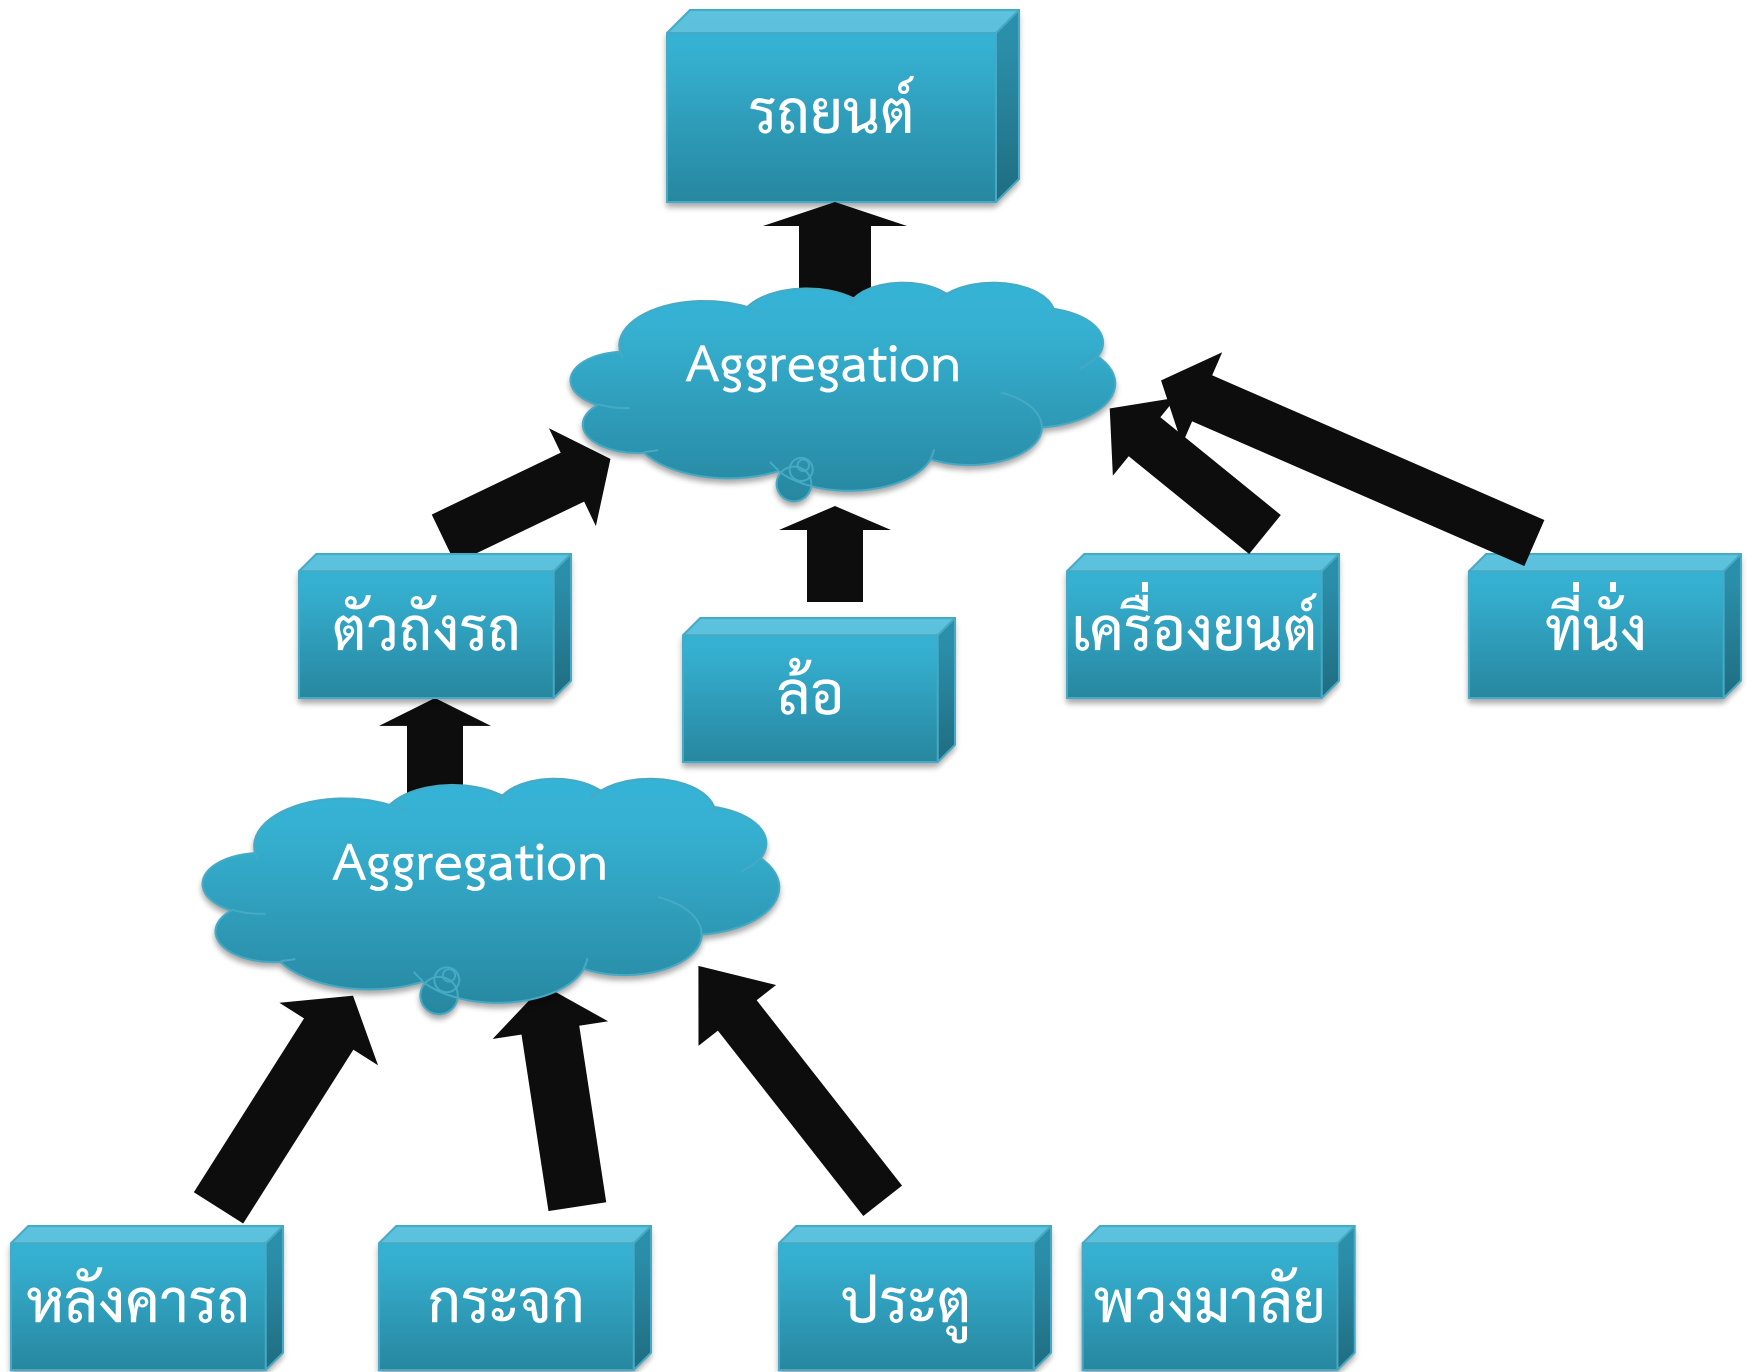 รถยนต์
Aggregation
ตัวถังรถ
ล้อ
เครื่องยนต์
ที่นั่ง
Aggregation
หลังคารถ
กระจก
ประตู
พวงมาลัย